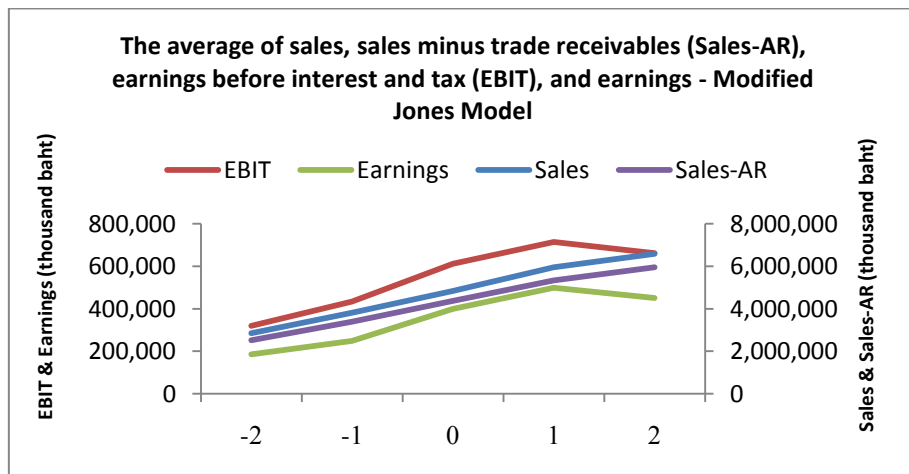 The average of sales, sales minus trade receivables (Sales-AR),
earnings before interest and tax (EBIT), and earnings - Modified
Jones Model
EBIT Earnings Sales Sales-AR
EBIT & Earnings (thousand baht)
800,000
600,000
400,000
200,000
0
8,000,000
6,000,000
4,000,000
2,000,000
0
Sales & Sales-AR (thousand baht)
-2 -1 0 1 2